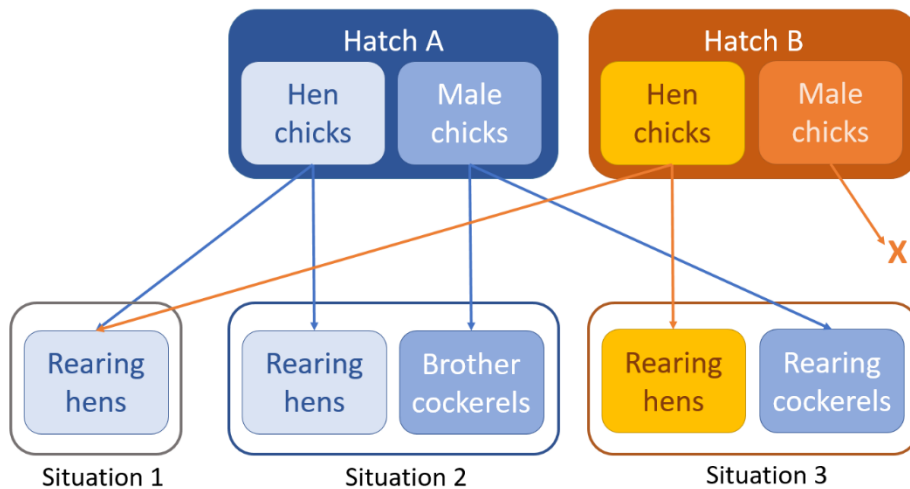 Hatch A
Hatch B
Hen
chicks
Male
chicks
Hen
chicks
Male
chicks
X
Rearing
hens
Rearing
hens
Brother
cockerels
Rearing
hens
Rearing
cockerels
Situation 1
Situation 2
Situation 3